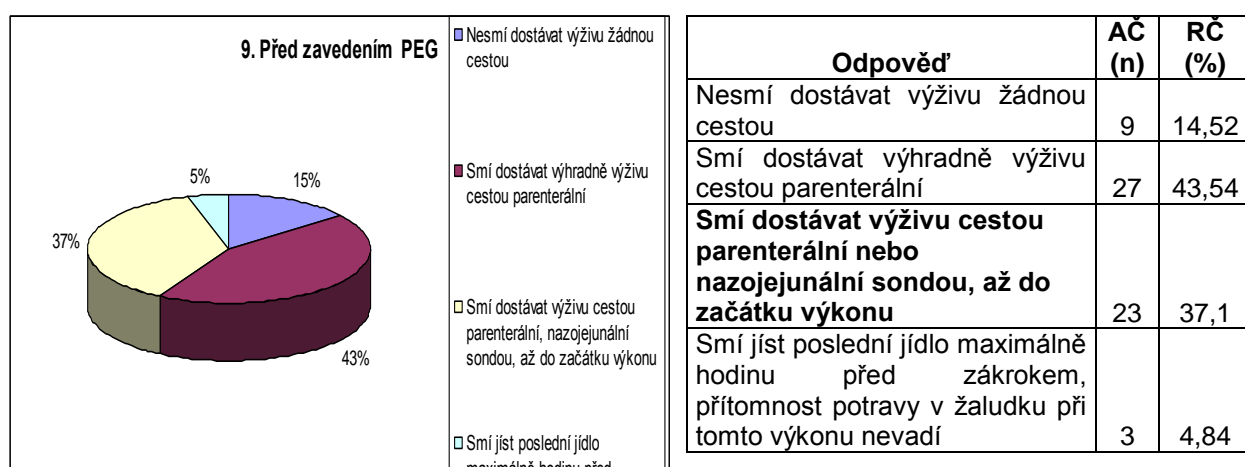 9. Před zavedením PEG
5%
15%
37%
43%
Nesmí dostávat výživu žádnou
cestou
Smí dostávat výhradně výživu
cestou parenterální
Smí dostávat výživu cestou
parenterální, nazojejunální
sondou, až do začátku výkonu
Smí jíst poslední jídlo
maximálně hodinu před
Odpověď AČ (n) RČ (%)
Nesmí dostávat výživu žádnou
cestou 9 14,52
Smí dostávat výhradně výživu
cestou parenterální 27 43,54
Smí dostávat výživu cestou
parenterální nebo
nazojejunální sondou, až do
začátku výkonu 23 37,1
Smí jíst poslední jídlo maximálně
hodinu před zákrokem,
přítomnost potravy v žaludku při
tomto výkonu nevadí 3 4,84